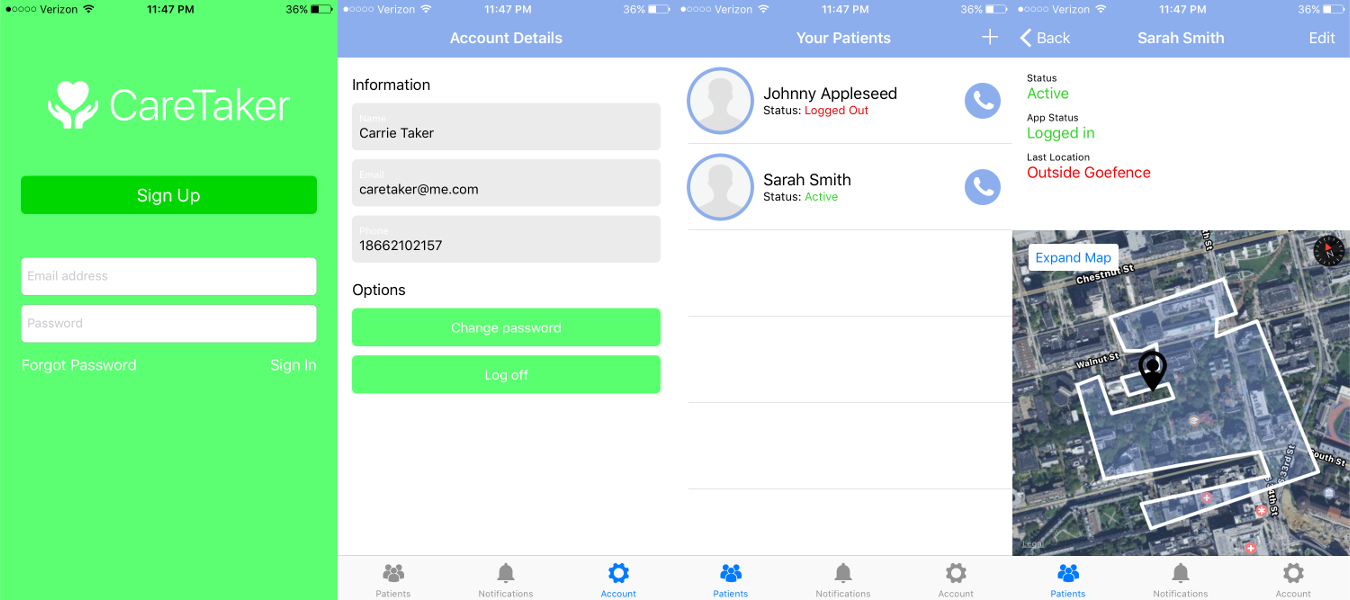 ●○○○○ Verizon 11:47 PM 36%
CareTaker
Sign Up
Email address
Password
Forgot Password Sign In
●○○○○ Verizon 11:47 PM 36%
Account Details
Information
Name
Carrie Taker
Email
caretaker@me.com
Phone
18662102157
Options
Change password
Log off
Patients Notifications Account
●○○○○ Verizon 11:47 PM 36%
Your Patients +
Johnny Appleseed
Status: Logged Out
Sarah Smith
Status: Active
Patients Notifications Account
●○○○○ Verizon 11:47 PM 36%
Back Sarah Smith Edit
Status
Active
App Status
Logged in
Last Location
Outside Goefence
Expand Map
Chestnut St
Walnut St
South St
S 33rd St
Legal
Patients Notifications Account